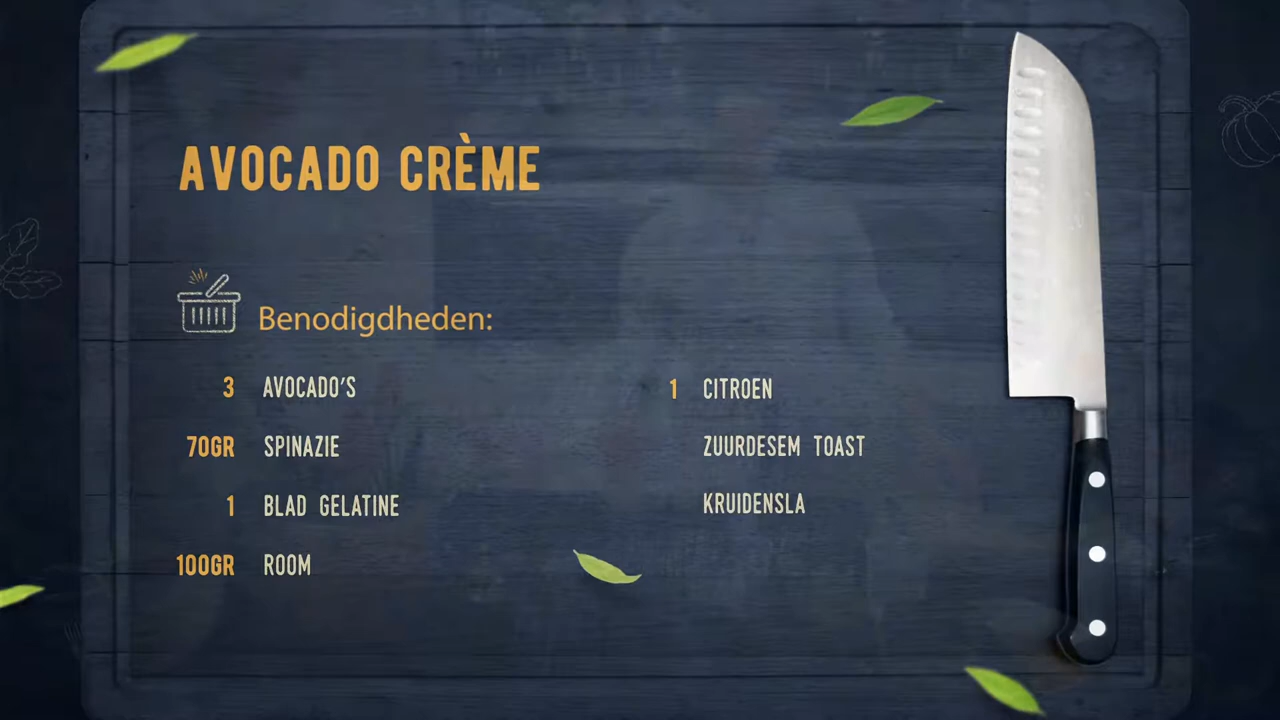 AVOCADO CRÈME
Benodigdheden:
3 AVOCADO'S
70GR SPINAZIE
1 BLAD GELATINE
100GR ROOM
1 CITROEN
ZUURDESEM TOAST
KRUIDENSLA